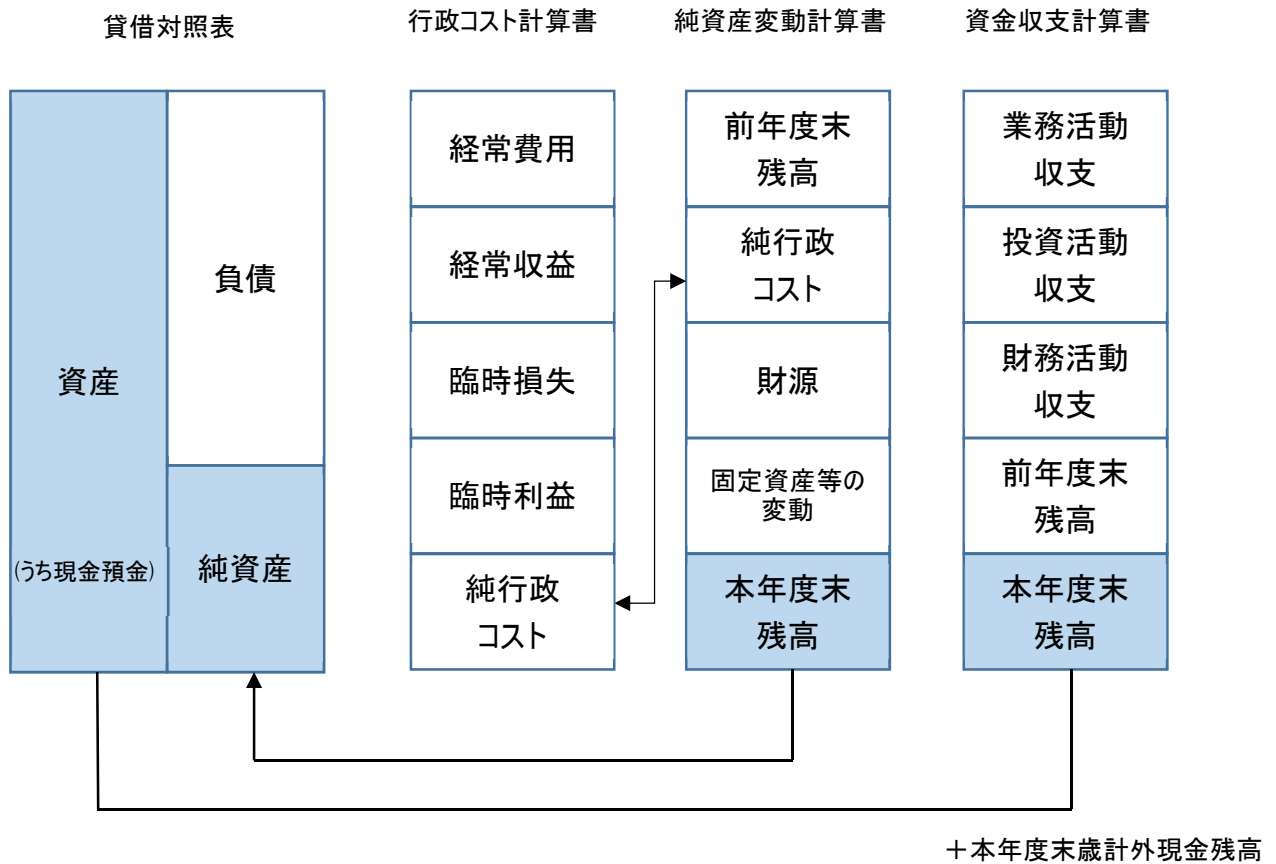 貸借対照表
行政コスト計算書
純資産変動計算書
資金収支計算書
資産
(うち現金預金)
負債
純資産
経常費用
経常収益
臨時損失
臨時利益
純行政
コスト
前年度末
残高
純行政
コスト
財源
固定資産等の
変動
本年度末
残高
業務活動
収支
投資活動
収支
財務活動
収支
前年度末
残高
本年度末
残高
＋本年度末歳計外現金残高